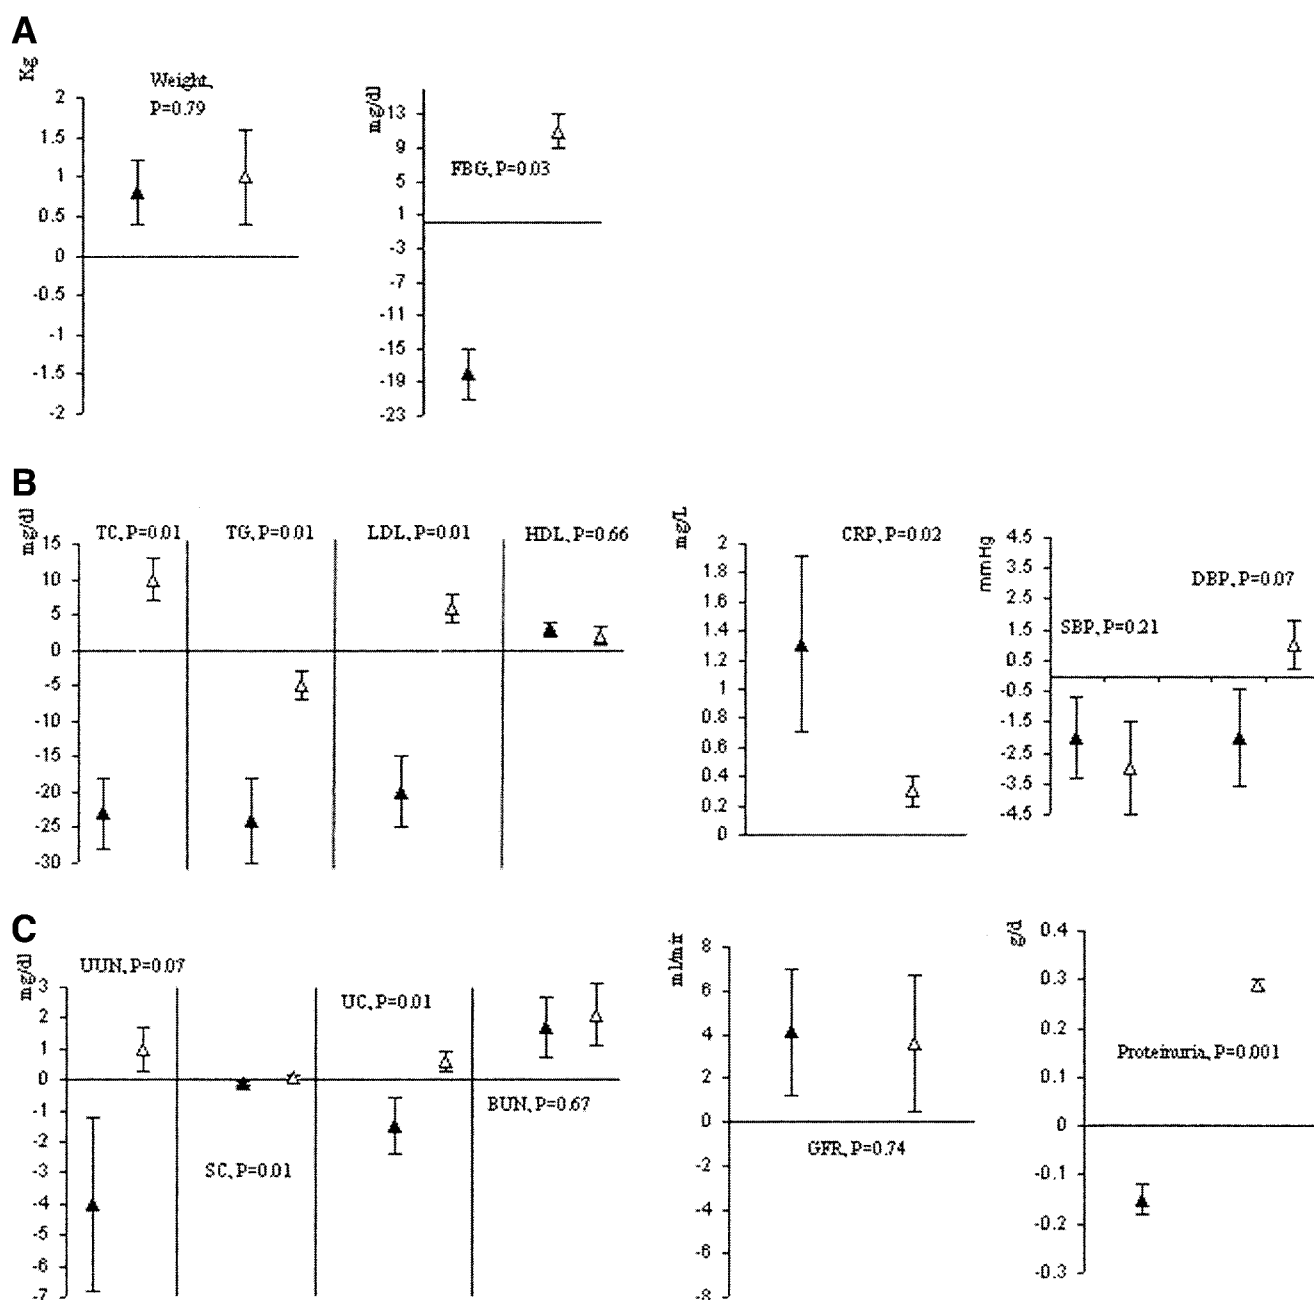 A
Kg
Weight,
P=0.79
2
1.5
1
0.5
0
-0.5
-1
-1.5
-2
mg/dl
13
9
5
1
-3
-7
-11
-15
-19
-23
FBG, P=0.03
B
mg/dl
TC, P=0.01
TG, P=0.01
LDL, P=0.01
HDL, P=0.66
15
10
5
0
-5
-10
-15
-20
-25
-30
mg/L
CRP, P=0.02
2
1.8
1.6
1.4
1.2
1
0.8
0.6
0.4
0.2
0
mmHg
4.5
3.5
2.5
1.5
0.5
-0.5
-1.5
-2.5
-3.5
-4.5
DBP, P=0.07
SBP, P=0.21
C
mg/dl
UUN, P=0.07
3
2
1
0
-1
-2
-3
-4
-5
-6
-7
SC, P=0.01
UC, P=0.01
BUN, P=0.67
ml/mir
8
6
4
2
0
-2
-4
-6
-8
GFR, P=0.74
g/d
0.4
0.3
0.2
0.1
0
-0.1
-0.2
-0.3
Proteinuria, P=0.001